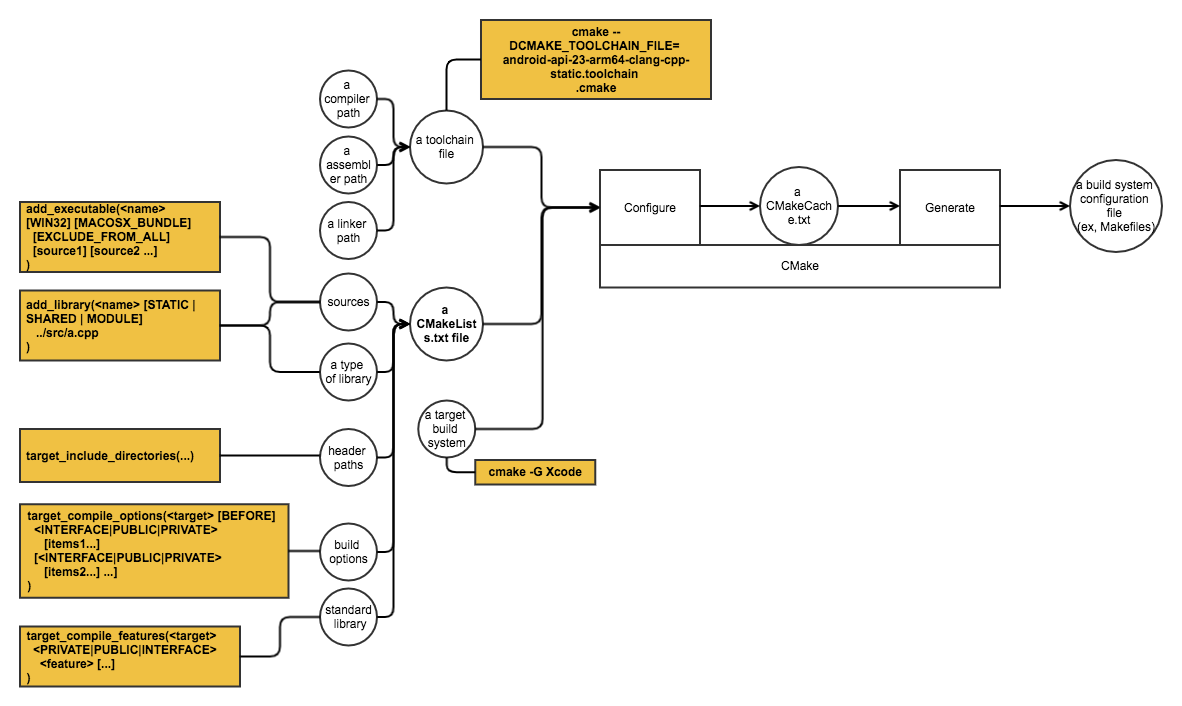 cmake --
DCMAKE_TOOLCHAIN_FILE=
android-api-23-arm64-clang-cpp-
static.toolchain
.cmake
a
compiler
path
a
assembl
er path
a linker
path
a toolchain
file
add_executable(<name>
[WIN32] [MACOSX_BUNDLE]
[EXCLUDE_FROM_ALL]
[source1] [source2 ...]
)
add_library(<name> [STATIC |
SHARED | MODULE]
../src/a.cpp
)
sources
a type
of library
a
CMakeList
s.txt file
a target
build
system
cmake -G Xcode
target_include_directories(...)
header
paths
target_compile_options(<target> [BEFORE]
<INTERFACE|PUBLIC|PRIVATE>
[items1...]
[<INTERFACE|PUBLIC|PRIVATE>
[items2...] ...]
)
build
options
target_compile_features(<target>
<PRIVATE|PUBLIC|INTERFACE>
<feature> [...]
)
standard
library
Configure
a
CMakeCach
e.txt
Generate
CMake
a build system
configuration
file
(ex, Makefiles)